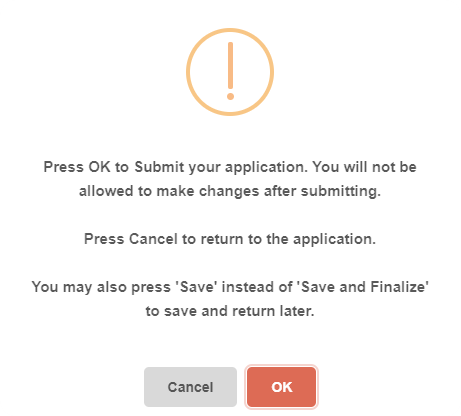 Press OK to Submit your application. You will not be
allowed to make changes after submitting.
Press Cancel to return to the application.
You may also press 'Save' instead of 'Save and Finalize'
to save and return later.
Cancel
OK